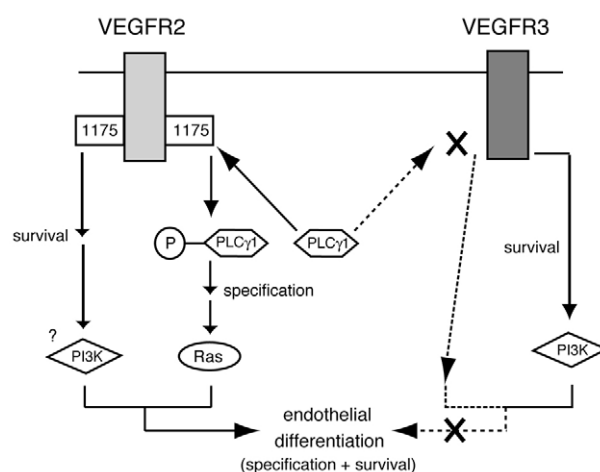 VEGFR2 VEGFR3
1175 1175
survival P PLCγ1 PLCγ1 survival
specification
?
PI3K Ras PI3K
endothelial
differentiation
(specification + survival)